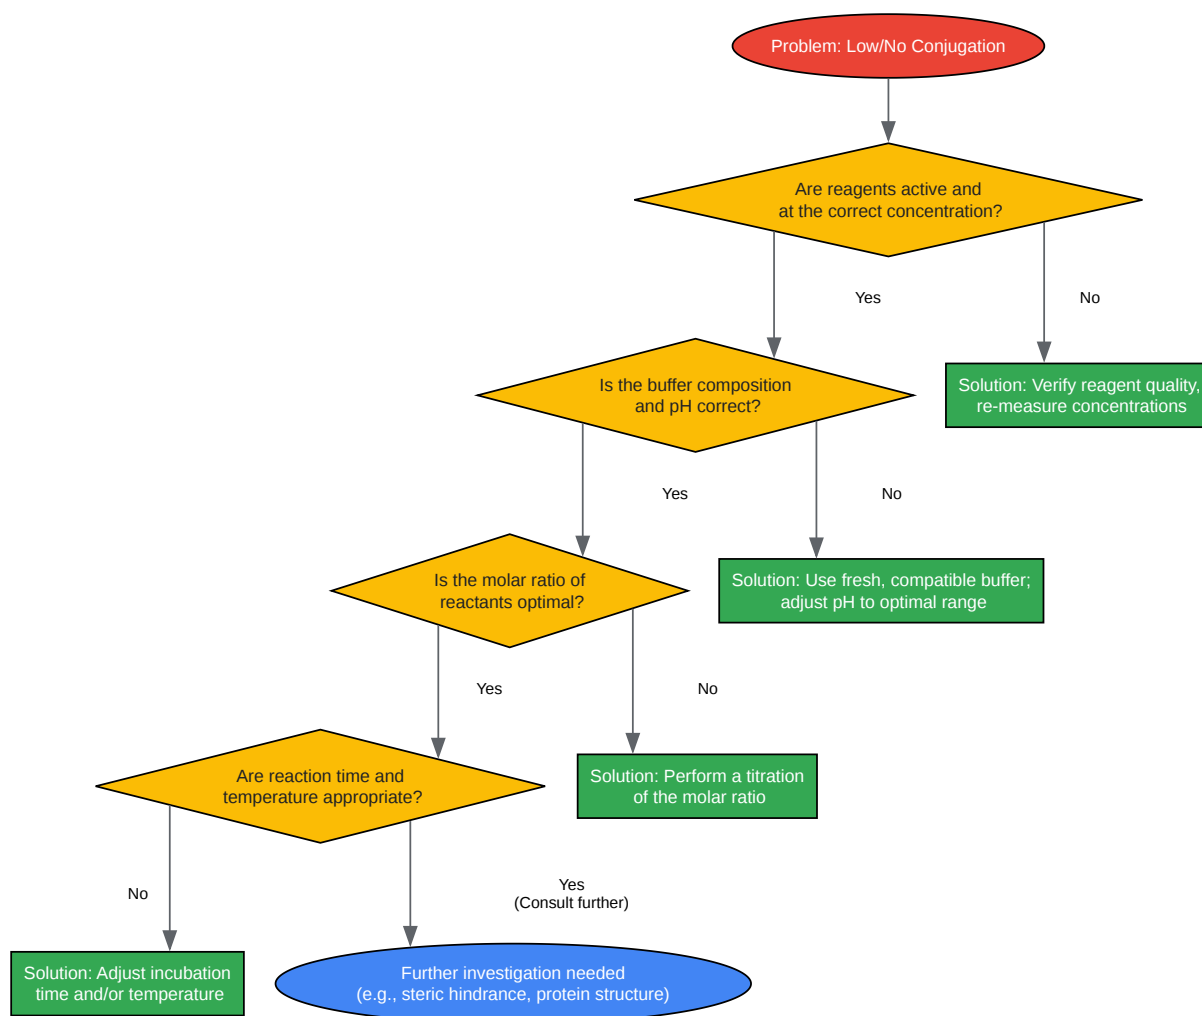 Problem: Low/No Conjugation
Are reagents active and
at the correct concentration?
Yes
No
Is the buffer composition
and pH correct?
Solution: Verify reagent quality,
re-measure concentrations
Yes
No
Is the molar ratio of
reactants optimal?
Solution: Use fresh, compatible buffer;
adjust pH to optimal range
Yes
No
Are reaction time and
temperature appropriate?
Solution: Perform a titration
of the molar ratio
No
Yes
(Consult further)
Solution: Adjust incubation
time and/or temperature
Further investigation needed
(e.g., steric hindrance, protein structure)